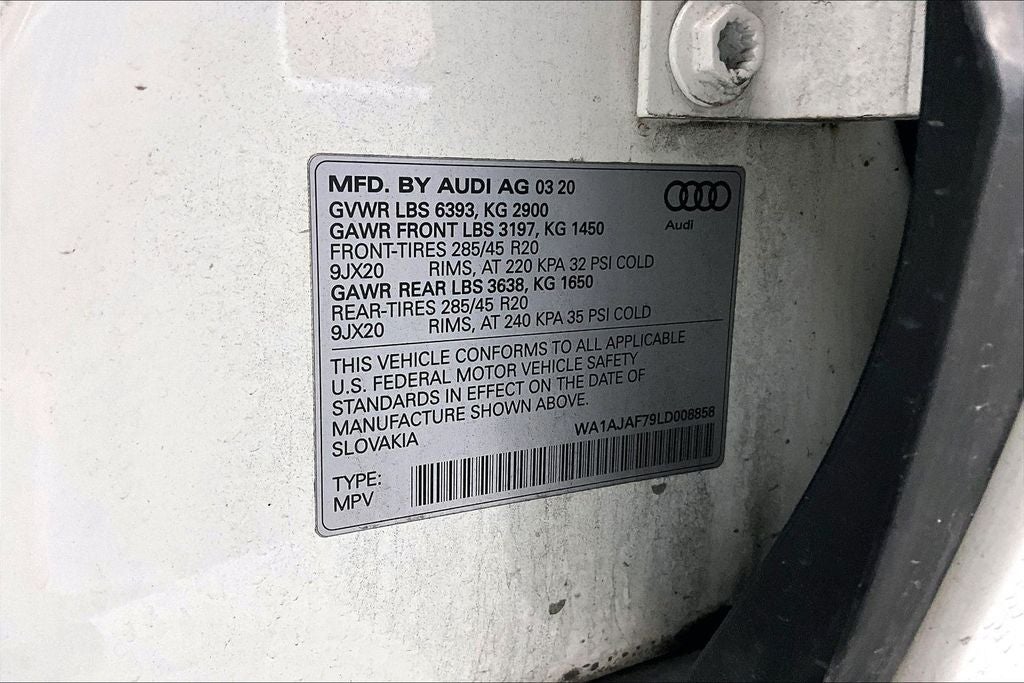 MFD. BY AUDI AG 03 20
GVWR LBS 6393, KG 2900
GAWR FRONT LBS 3197, KG 1450
FRONT-TIRES 285/45 R20
9JX20 RIMS, AT 220 KPA 32 PSI COLD
GAWR REAR LBS 3638, KG 1650
REAR-TIRES 285/45 R20
9JX20 RIMS, AT 240 KPA 35 PSI COLD
Audi
THIS VEHICLE CONFORMS TO ALL APPLICABLE
U.S. FEDERAL MOTOR VEHICLE SAFETY
STANDARDS IN EFFECT ON THE DATE OF
MANUFACTURE SHOWN ABOVE.
SLOVAKIA
WA1AJAF79LD008858
TYPE:
MPV